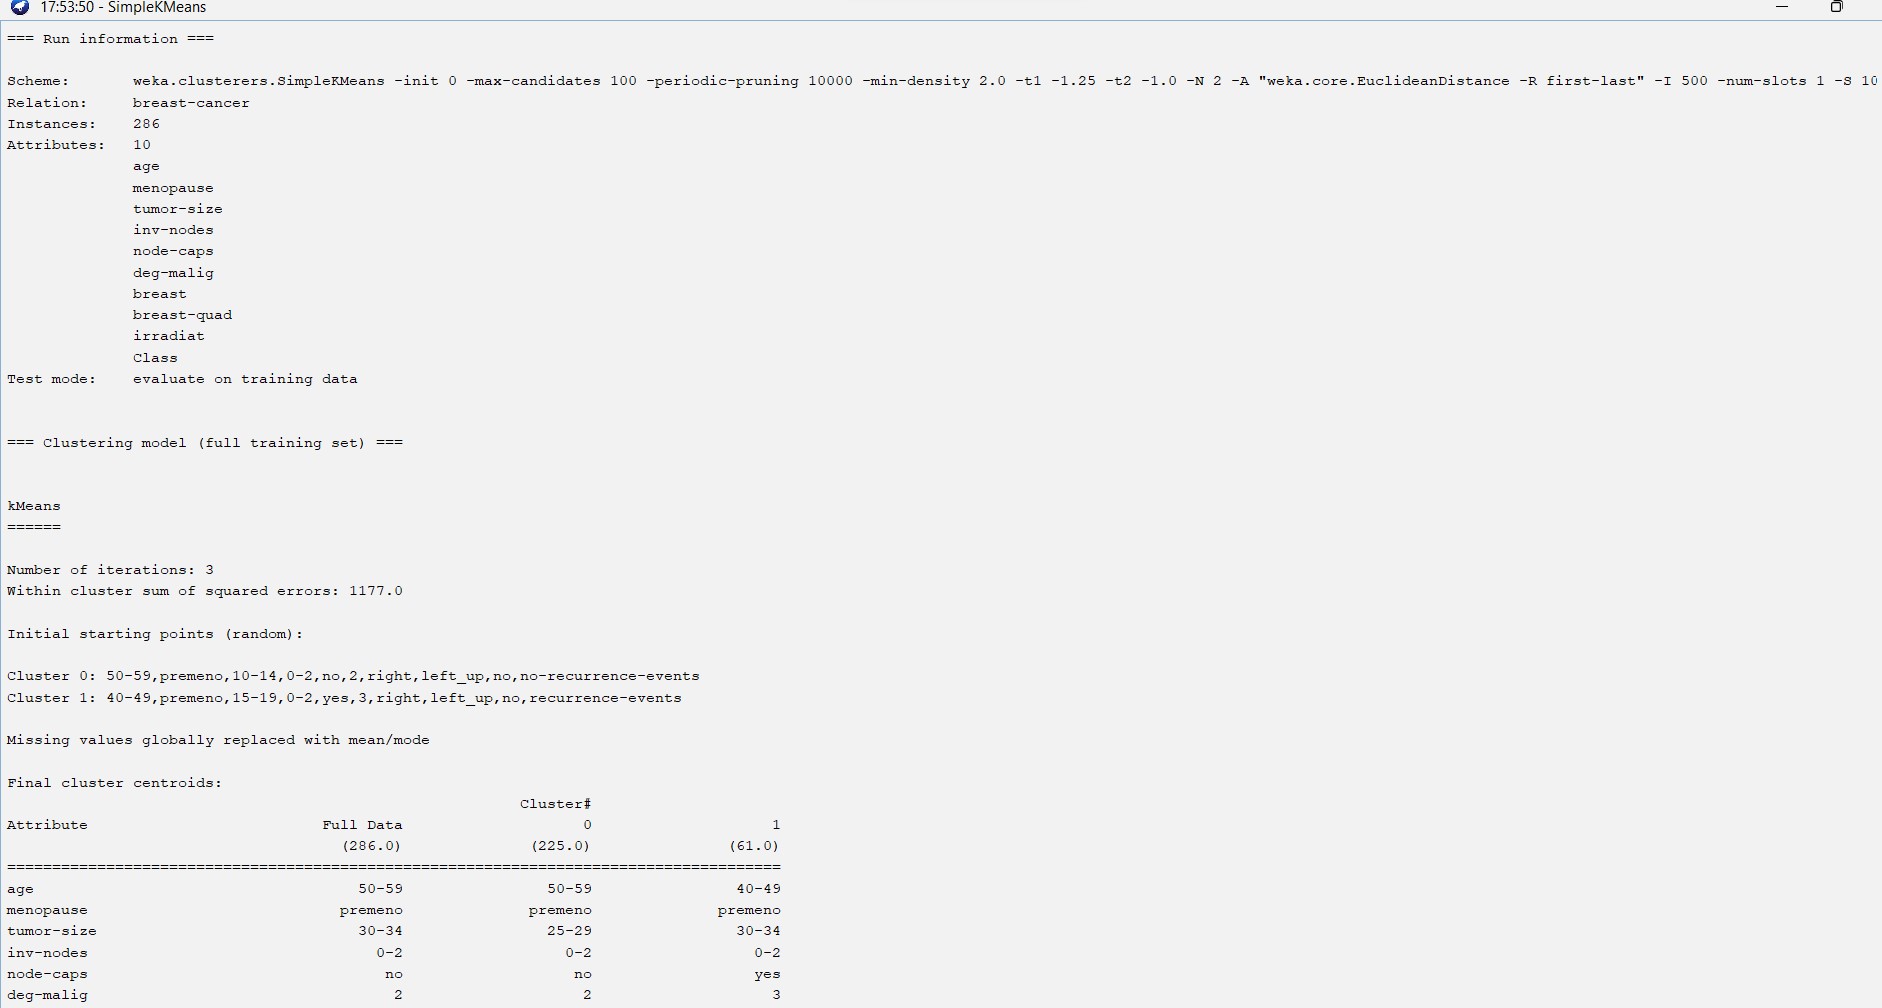 17:53:50 - SimpleKMeans
=== Run information ===
Scheme:       weka.clusterers.SimpleKMeans -init 0 -max-candidates 100 -periodic-pruning 10000 -min-density 2.0 -t1 -1.25 -t2 -1.0 -N 2 -A "weka.core.EuclideanDistance -R first-last" -I 500 -num-slots 1 -S 10
Relation:     breast-cancer
Instances:    286
Attributes:   10
              age
              menopause
              tumor-size
              inv-nodes
              node-caps
              deg-malig
              breast
              breast-quad
              irradiat
              Class
Test mode:    evaluate on training data
=== Clustering model (full training set) ===
kMeans
======
Number of iterations: 3
Within cluster sum of squared errors: 1177.0
Initial starting points (random):
Cluster 0: 50-59,premeno,10-14,0-2,no,2,right,left_up,no,no-recurrence-events
Cluster 1: 40-49,premeno,15-19,0-2,yes,3,right,left_up,no,recurrence-events
Missing values globally replaced with mean/mode
Final cluster centroids:
                                                         Cluster#
Attribute                          Full Data                    0                    1
                                     (286.0)              (225.0)               (61.0)
======================================================================================
age                                    50-59                50-59                40-49
menopause                            premeno              premeno              premeno
tumor-size                             30-34                25-29                30-34
inv-nodes                                0-2                  0-2                  0-2
node-caps                                 no                   no                  yes
deg-malig                                  2                    2                    3